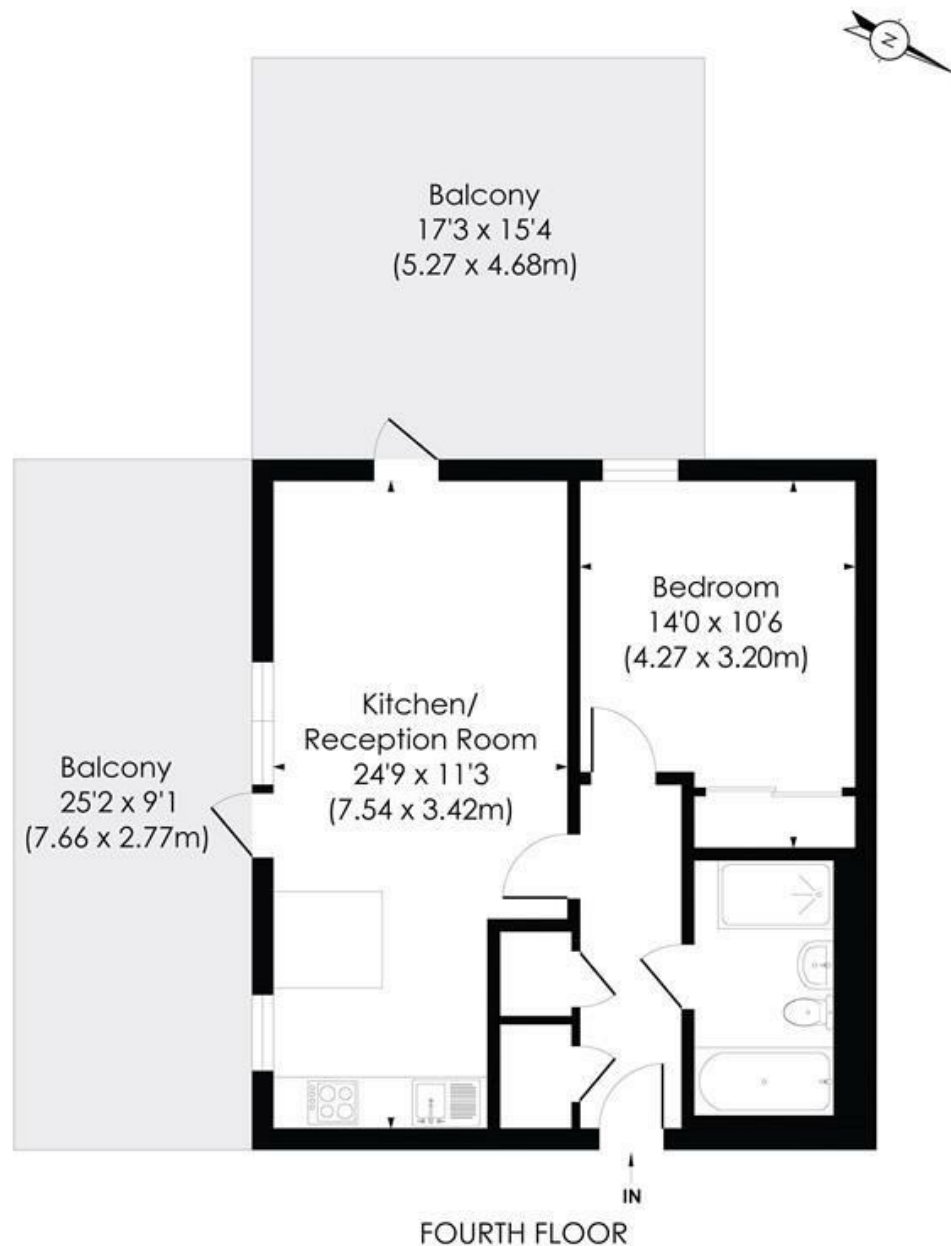 N
Balcony
17'3 x 15'4
(5.27 x 4.68m)
Bedroom
14'0 x 10'6
(4.27 x 3.20m)
Kitchen/
Reception Room
24'9 x 11'3
(7.54 x 3.42m)
Balcony
25'2 x 9'1
(7.66 x 2.77m)
IN
FOURTH FLOOR